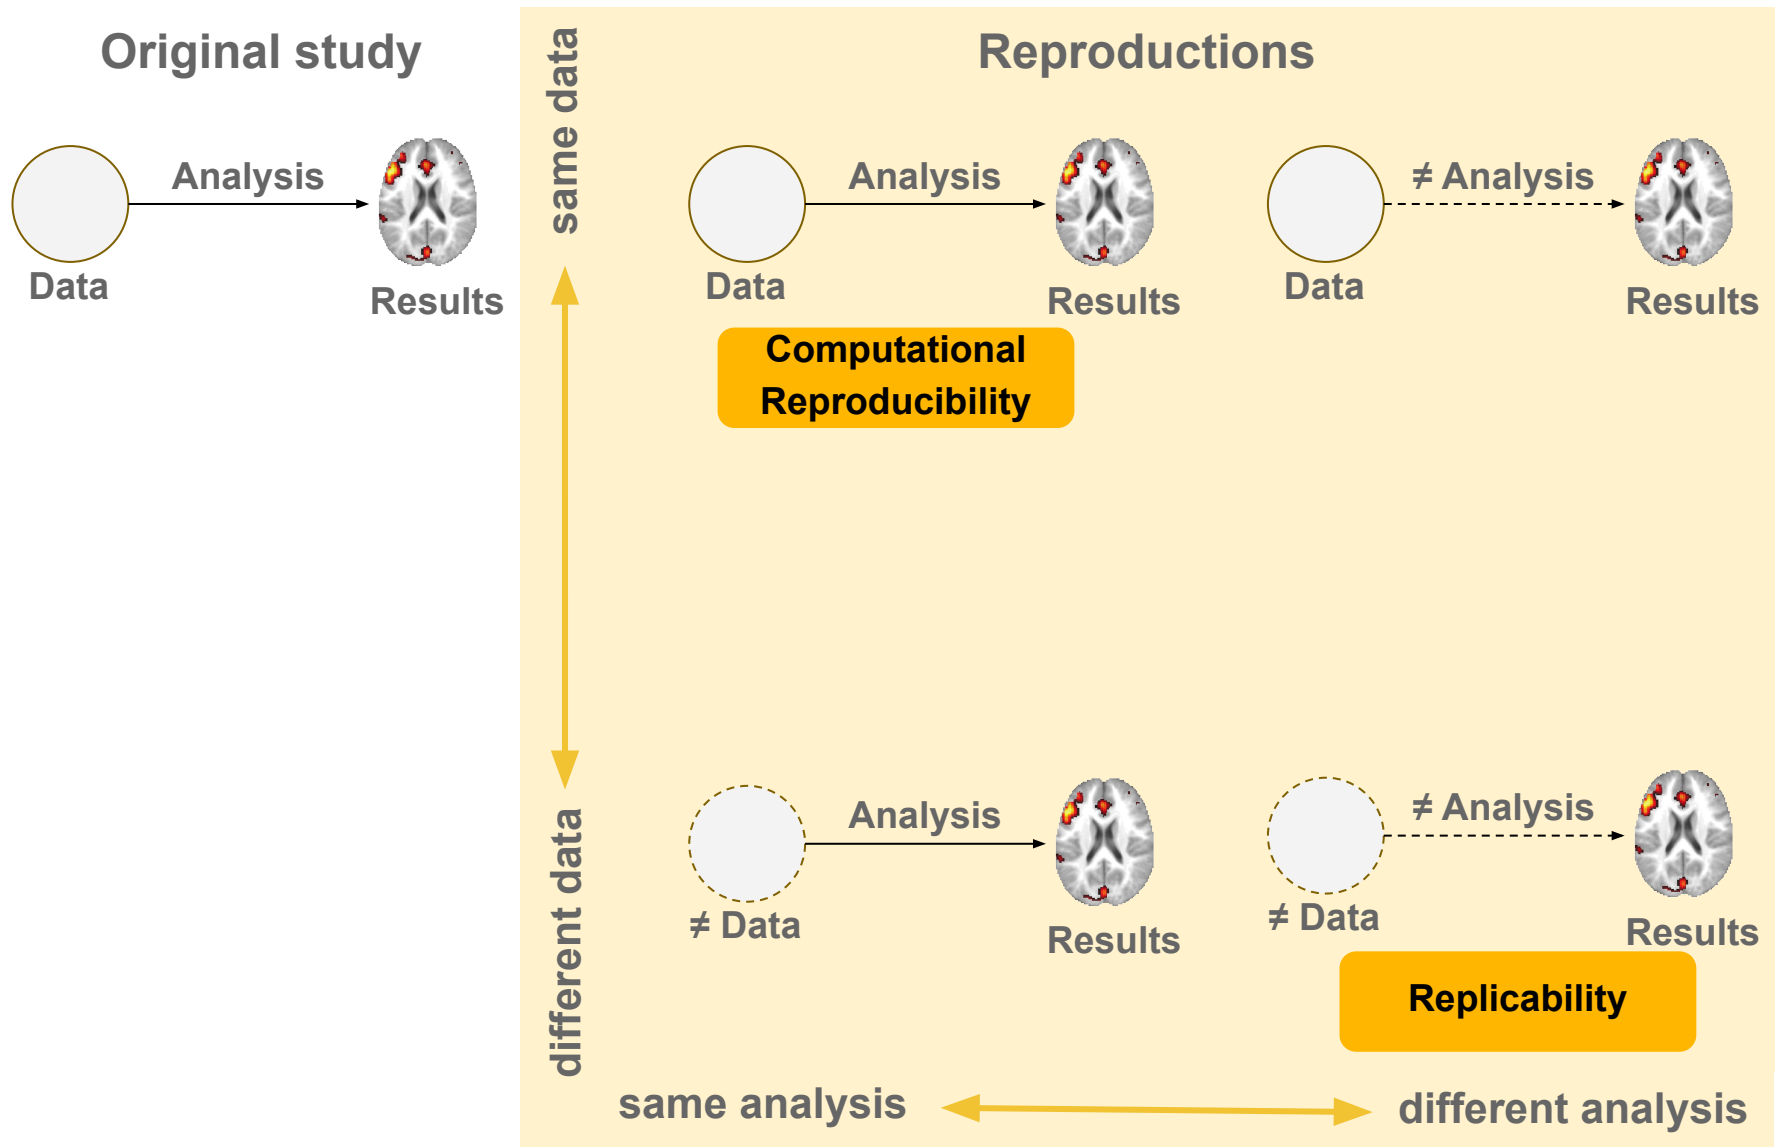 Original study
Analysis
Data
Results
Reproductions
same data
different data
Analysis
Data
Results
Computational
Reproducibility
≠ Analysis
Data
Results
Analysis
≠ Data
Results
≠ Analysis
≠ Data
Results
Replicability
same analysis
different analysis